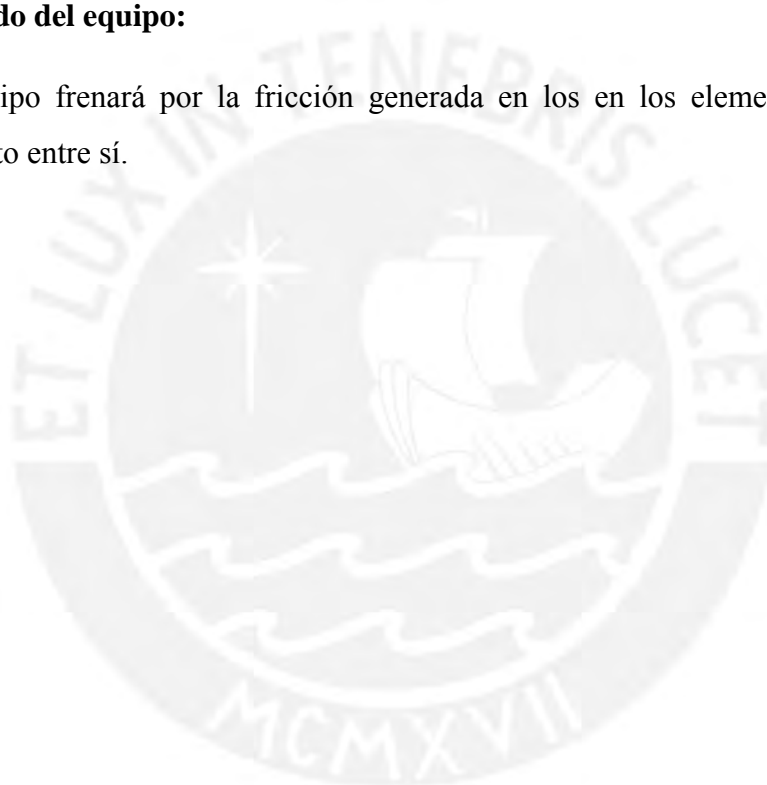 do del equipo:
ipo frenará por la fricción generada en los en los eleme
to entre sí.
ET LUX IN TENEBRIS LUCET
MCMXVII